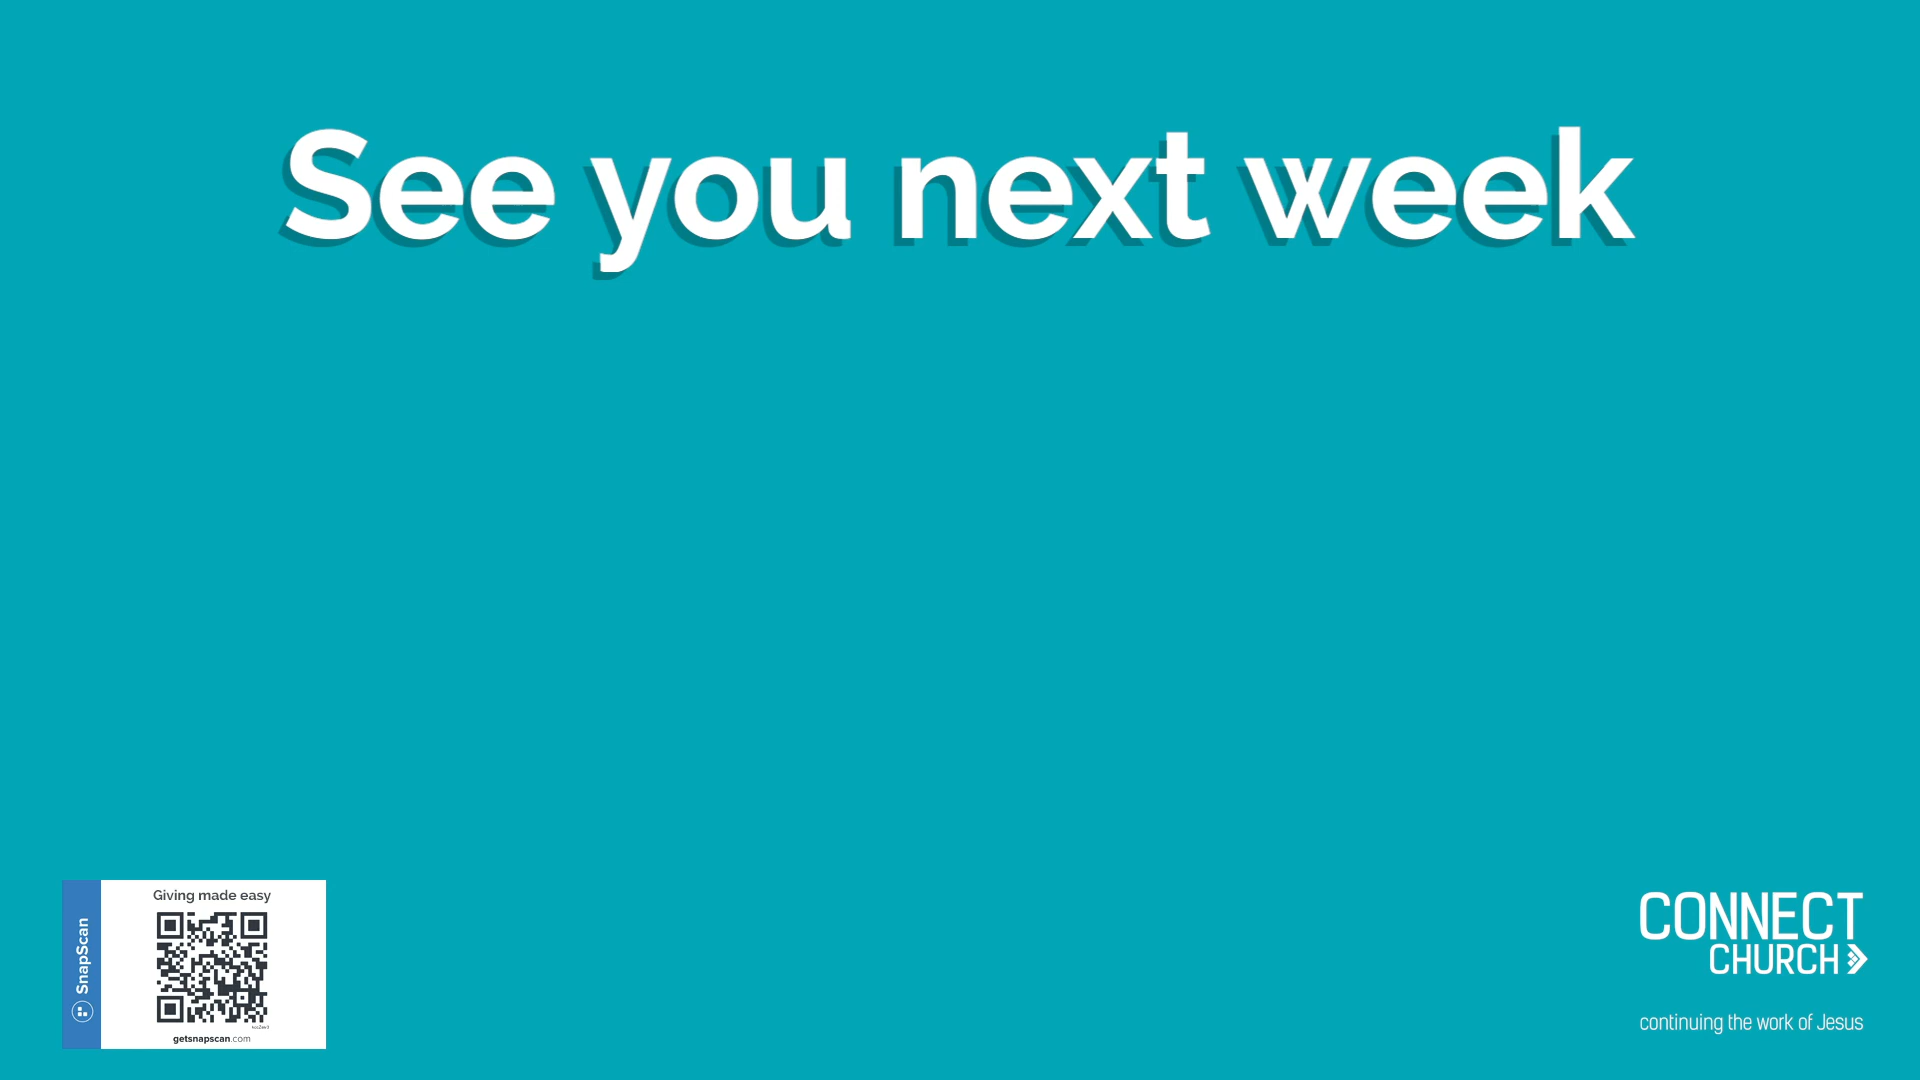 See you next week
Giving made easy
SnapScan
getsnapscan.com
CONNECT
CHURCH
continuing the work of Jesus